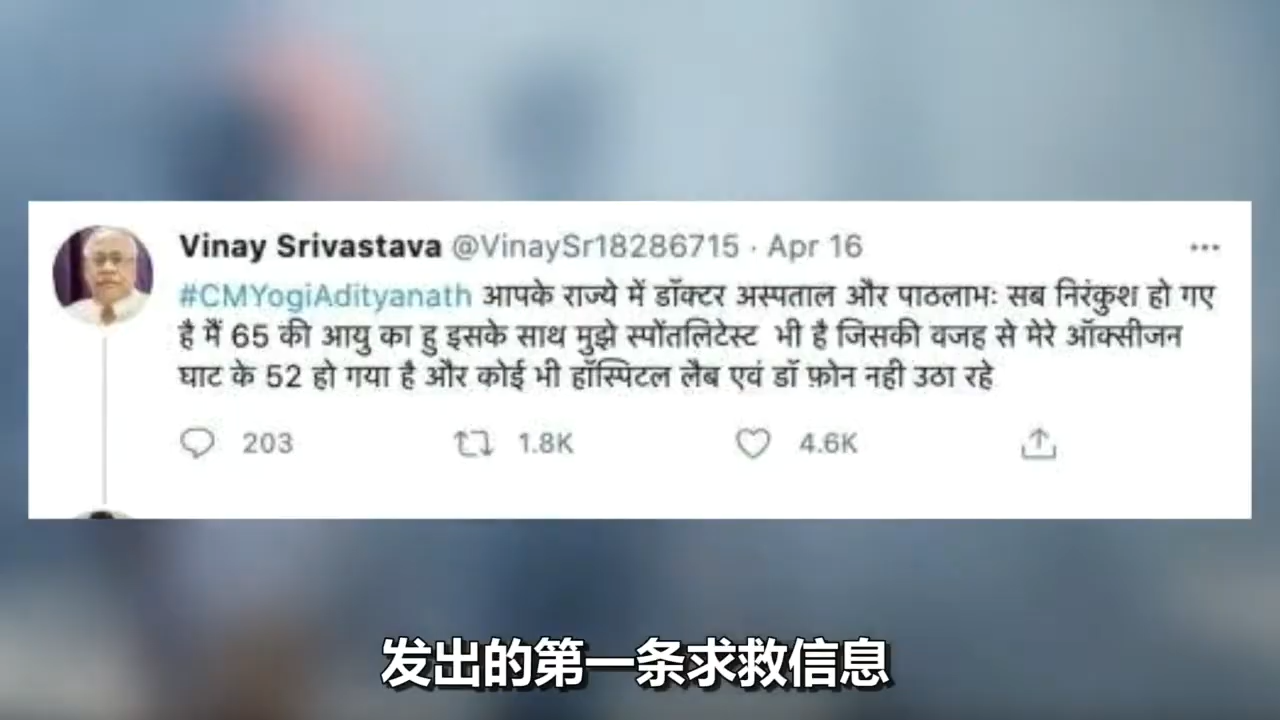 Vinay Srivastava @VinaySr18286715 · Apr 16
#CMYogiAdityanath आपके राज्ये में डॉक्टर अस्पताल और पाठलाभः सब निरंकुश हो गए
है मैं 65 की आयु का हु इसके साथ मुझे स्पोंतलिटेस्ट भी है जिसकी वजह से मेरे ऑक्सीजन
घाट के 52 हो गया है और कोई भी हॉस्पिटल लैब एवं डॉ फ़ोन नही उठा रहे
203 1.8K 4.6K
发出的第一条求救信息